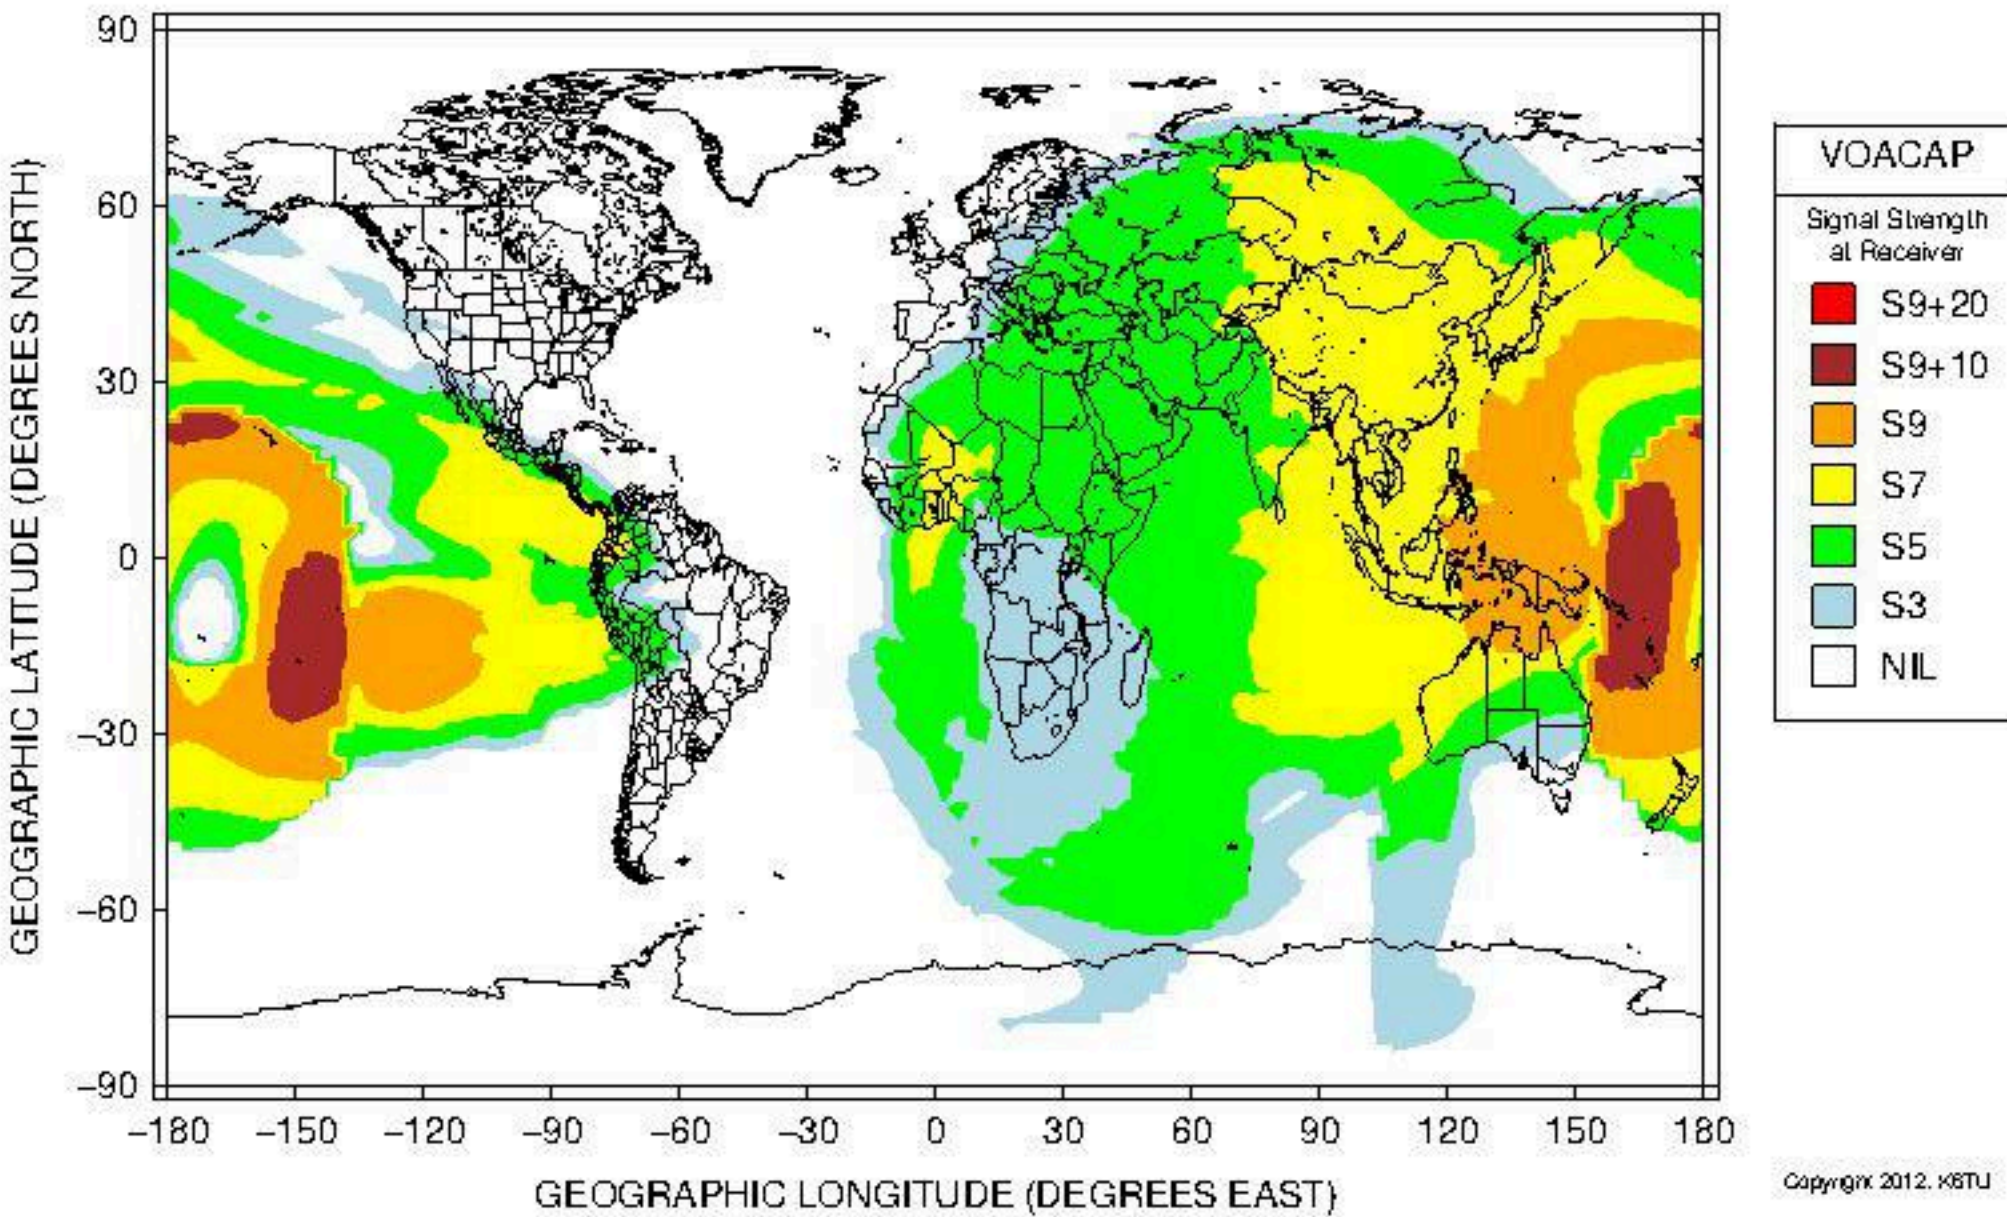 90
60
30
0
−30
−60
−90
GEOGRAPHIC LATITUDE (DEGREES NORTH)
−180 −150 −120 −90 −60 −30 0 30 60 90 120 150 180
GEOGRAPHIC LONGITUDE (DEGREES EAST)
VOACAP
Signal Strength
at Receiver
S9+20
S9+10
S9
S7
S5
S3
NIL
Copyright 2012. K6TU